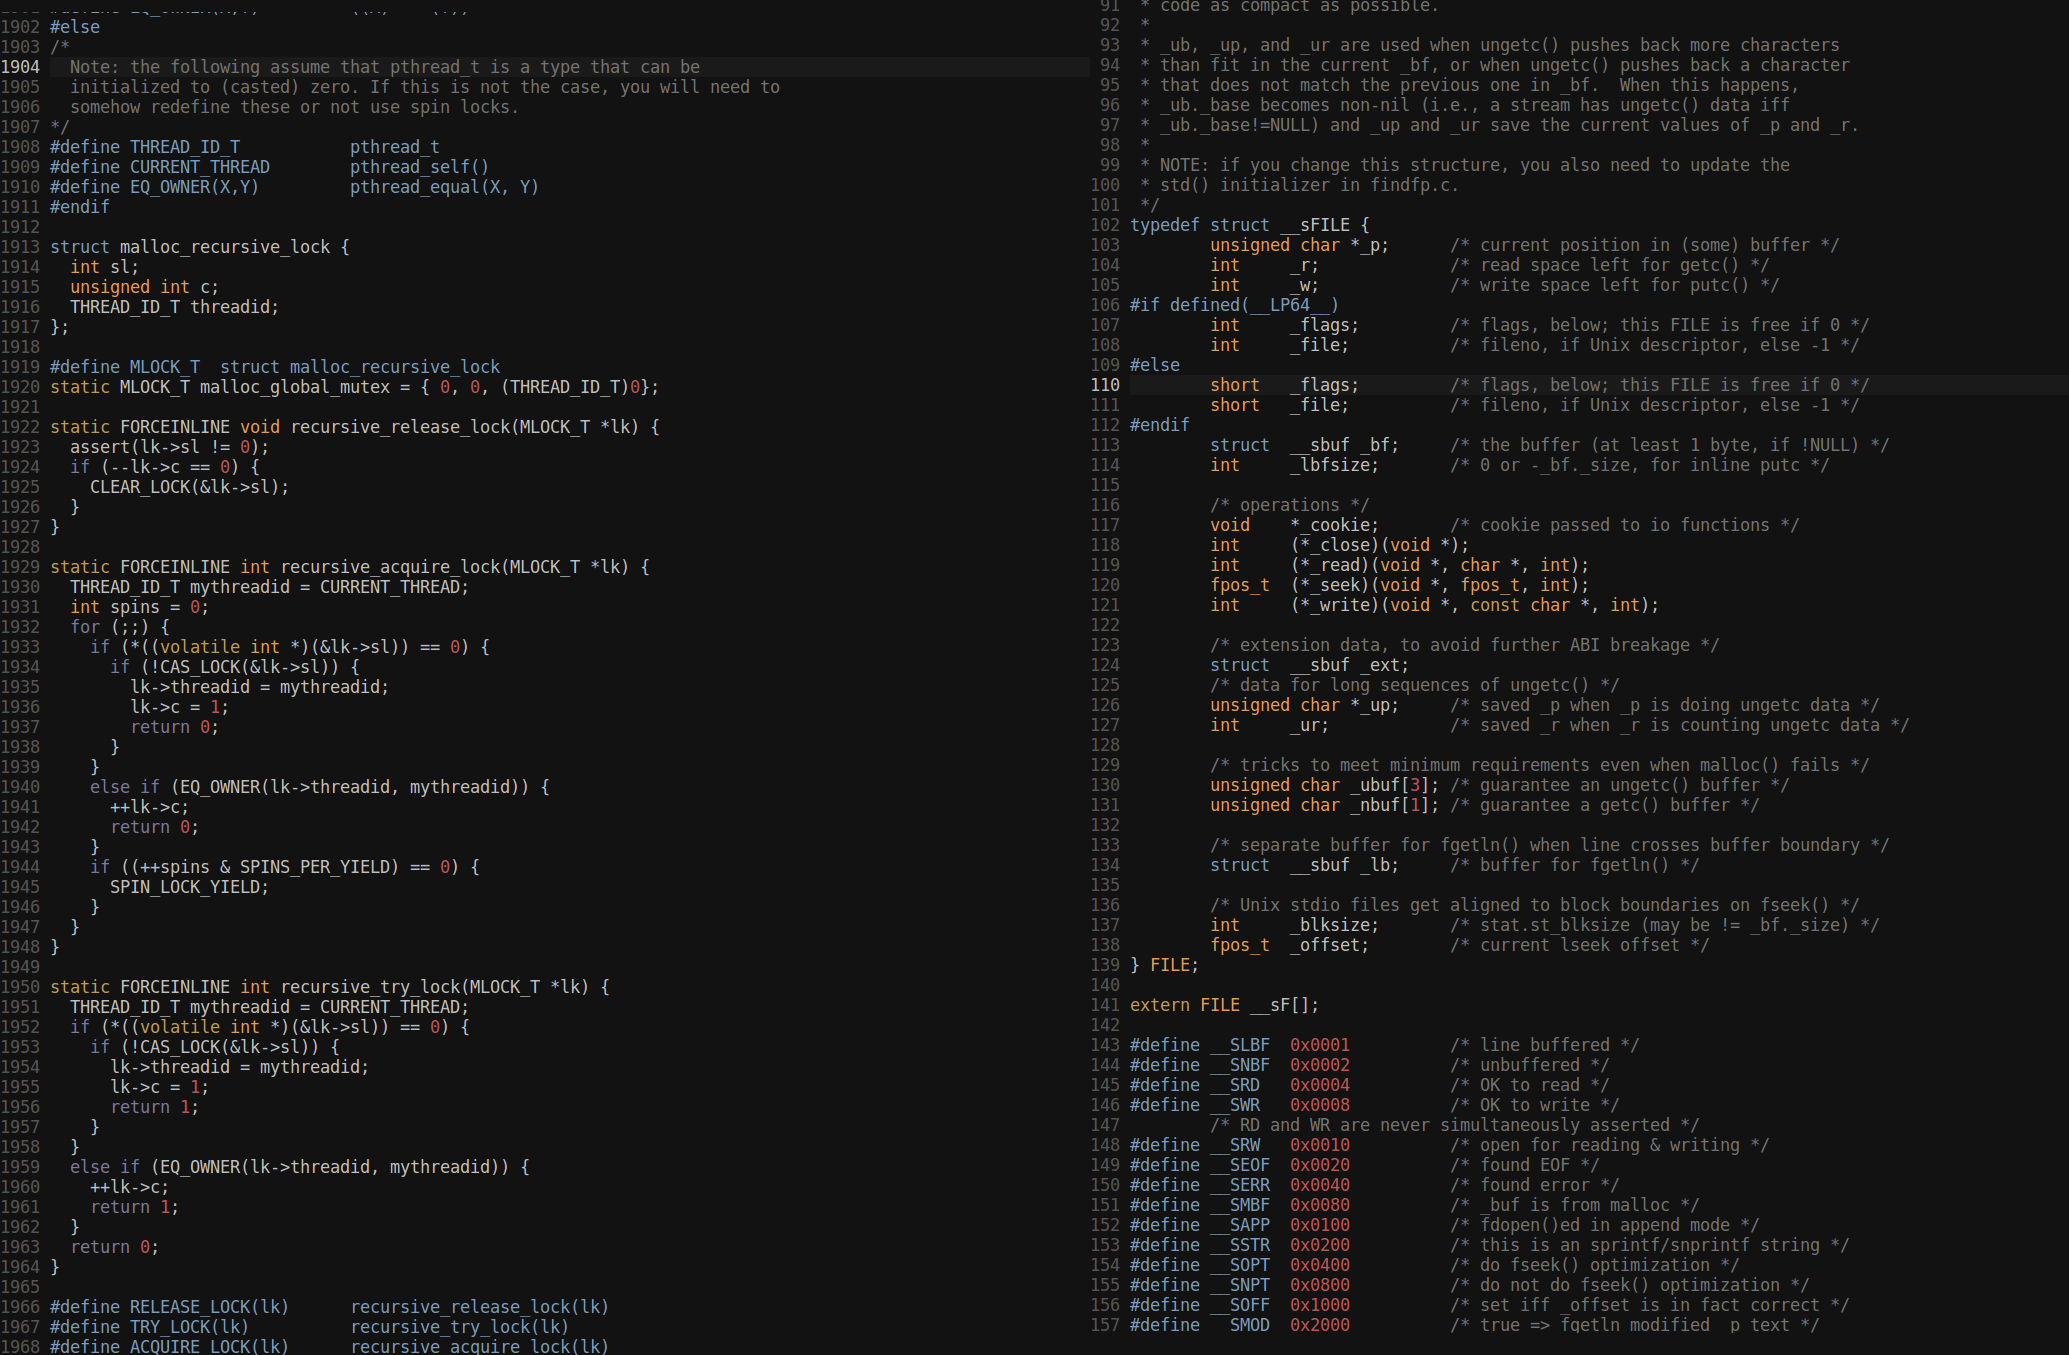 1902 #else
1903 /*
1904   Note: the following assume that pthread_t is a type that can be
1905   initialized to (casted) zero. If this is not the case, you will need to
1906   somehow redefine these or not use spin locks.
1907 */
1908 #define THREAD_ID_T           pthread_t
1909 #define CURRENT_THREAD        pthread_self()
1910 #define EQ_OWNER(X,Y)         pthread_equal(X, Y)
1911 #endif
1912
1913 struct malloc_recursive_lock {
1914   int sl;
1915   unsigned int c;
1916   THREAD_ID_T threadid;
1917 };
1918
1919 #define MLOCK_T  struct malloc_recursive_lock
1920 static MLOCK_T malloc_global_mutex = { 0, 0, (THREAD_ID_T)0};
1921
1922 static FORCEINLINE void recursive_release_lock(MLOCK_T *lk) {
1923   assert(lk->sl != 0);
1924   if (--lk->c == 0) {
1925     CLEAR_LOCK(&lk->sl);
1926   }
1927 }
1928
1929 static FORCEINLINE int recursive_acquire_lock(MLOCK_T *lk) {
1930   THREAD_ID_T mythreadid = CURRENT_THREAD;
1931   int spins = 0;
1932   for (;;) {
1933     if (*((volatile int *)(&lk->sl)) == 0) {
1934       if (!CAS_LOCK(&lk->sl)) {
1935         lk->threadid = mythreadid;
1936         lk->c = 1;
1937         return 0;
1938       }
1939     }
1940     else if (EQ_OWNER(lk->threadid, mythreadid)) {
1941       ++lk->c;
1942       return 0;
1943     }
1944     if ((++spins & SPINS_PER_YIELD) == 0) {
1945       SPIN_LOCK_YIELD;
1946     }
1947   }
1948 }
1949
1950 static FORCEINLINE int recursive_try_lock(MLOCK_T *lk) {
1951   THREAD_ID_T mythreadid = CURRENT_THREAD;
1952   if (*((volatile int *)(&lk->sl)) == 0) {
1953     if (!CAS_LOCK(&lk->sl)) {
1954       lk->threadid = mythreadid;
1955       lk->c = 1;
1956       return 1;
1957     }
1958   }
1959   else if (EQ_OWNER(lk->threadid, mythreadid)) {
1960     ++lk->c;
1961     return 1;
1962   }
1963   return 0;
1964 }
1965
1966 #define RELEASE_LOCK(lk)      recursive_release_lock(lk)
1967 #define TRY_LOCK(lk)          recursive_try_lock(lk)
1968 #define ACQUIRE_LOCK(lk)      recursive_acquire_lock(lk)
91  * code as compact as possible.
92  *
93  * _ub, _up, and _ur are used when ungetc() pushes back more characters
94  * than fit in the current _bf, or when ungetc() pushes back a character
95  * that does not match the previous one in _bf.  When this happens,
96  * _ub._base becomes non-nil (i.e., a stream has ungetc() data iff
97  * _ub._base!=NULL) and _up and _ur save the current values of _p and _r.
98  *
99  * NOTE: if you change this structure, you also need to update the
100  * std() initializer in findfp.c.
101  */
102 typedef struct __sFILE {
103         unsigned char *_p;      /* current position in (some) buffer */
104         int     _r;             /* read space left for getc() */
105         int     _w;             /* write space left for putc() */
106 #if defined(__LP64__)
107         int     _flags;         /* flags, below; this FILE is free if 0 */
108         int     _file;          /* fileno, if Unix descriptor, else -1 */
109 #else
110         short   _flags;         /* flags, below; this FILE is free if 0 */
111         short   _file;          /* fileno, if Unix descriptor, else -1 */
112 #endif
113         struct  __sbuf _bf;     /* the buffer (at least 1 byte, if !NULL) */
114         int     _lbfsize;       /* 0 or -_bf._size, for inline putc */
115
116         /* operations */
117         void    *_cookie;       /* cookie passed to io functions */
118         int     (*_close)(void *);
119         int     (*_read)(void *, char *, int);
120         fpos_t  (*_seek)(void *, fpos_t, int);
121         int     (*_write)(void *, const char *, int);
122
123         /* extension data, to avoid further ABI breakage */
124         struct  __sbuf _ext;
125         /* data for long sequences of ungetc() */
126         unsigned char *_up;     /* saved _p when _p is doing ungetc data */
127         int     _ur;            /* saved _r when _r is counting ungetc data */
128
129         /* tricks to meet minimum requirements even when malloc() fails */
130         unsigned char _ubuf[3]; /* guarantee an ungetc() buffer */
131         unsigned char _nbuf[1]; /* guarantee a getc() buffer */
132
133         /* separate buffer for fgetln() when line crosses buffer boundary */
134         struct  __sbuf _lb;     /* buffer for fgetln() */
135
136         /* Unix stdio files get aligned to block boundaries on fseek() */
137         int     _blksize;       /* stat.st_blksize (may be != _bf._size) */
138         fpos_t  _offset;        /* current lseek offset */
139 } FILE;
140
141 extern FILE __sF[];
142
143 #define __SLBF  0x0001          /* line buffered */
144 #define __SNBF  0x0002          /* unbuffered */
145 #define __SRD   0x0004          /* OK to read */
146 #define __SWR   0x0008          /* OK to write */
147         /* RD and WR are never simultaneously asserted */
148 #define __SRW   0x0010          /* open for reading & writing */
149 #define __SEOF  0x0020          /* found EOF */
150 #define __SERR  0x0040          /* found error */
151 #define __SMBF  0x0080          /* _buf is from malloc */
152 #define __SAPP  0x0100          /* fdopen()ed in append mode */
153 #define __SSTR  0x0200          /* this is an sprintf/snprintf string */
154 #define __SOPT  0x0400          /* do fseek() optimization */
155 #define __SNPT  0x0800          /* do not do fseek() optimization */
156 #define __SOFF  0x1000          /* set iff _offset is in fact correct */
157 #define __SMOD  0x2000          /* true => fgetln modified _p text */